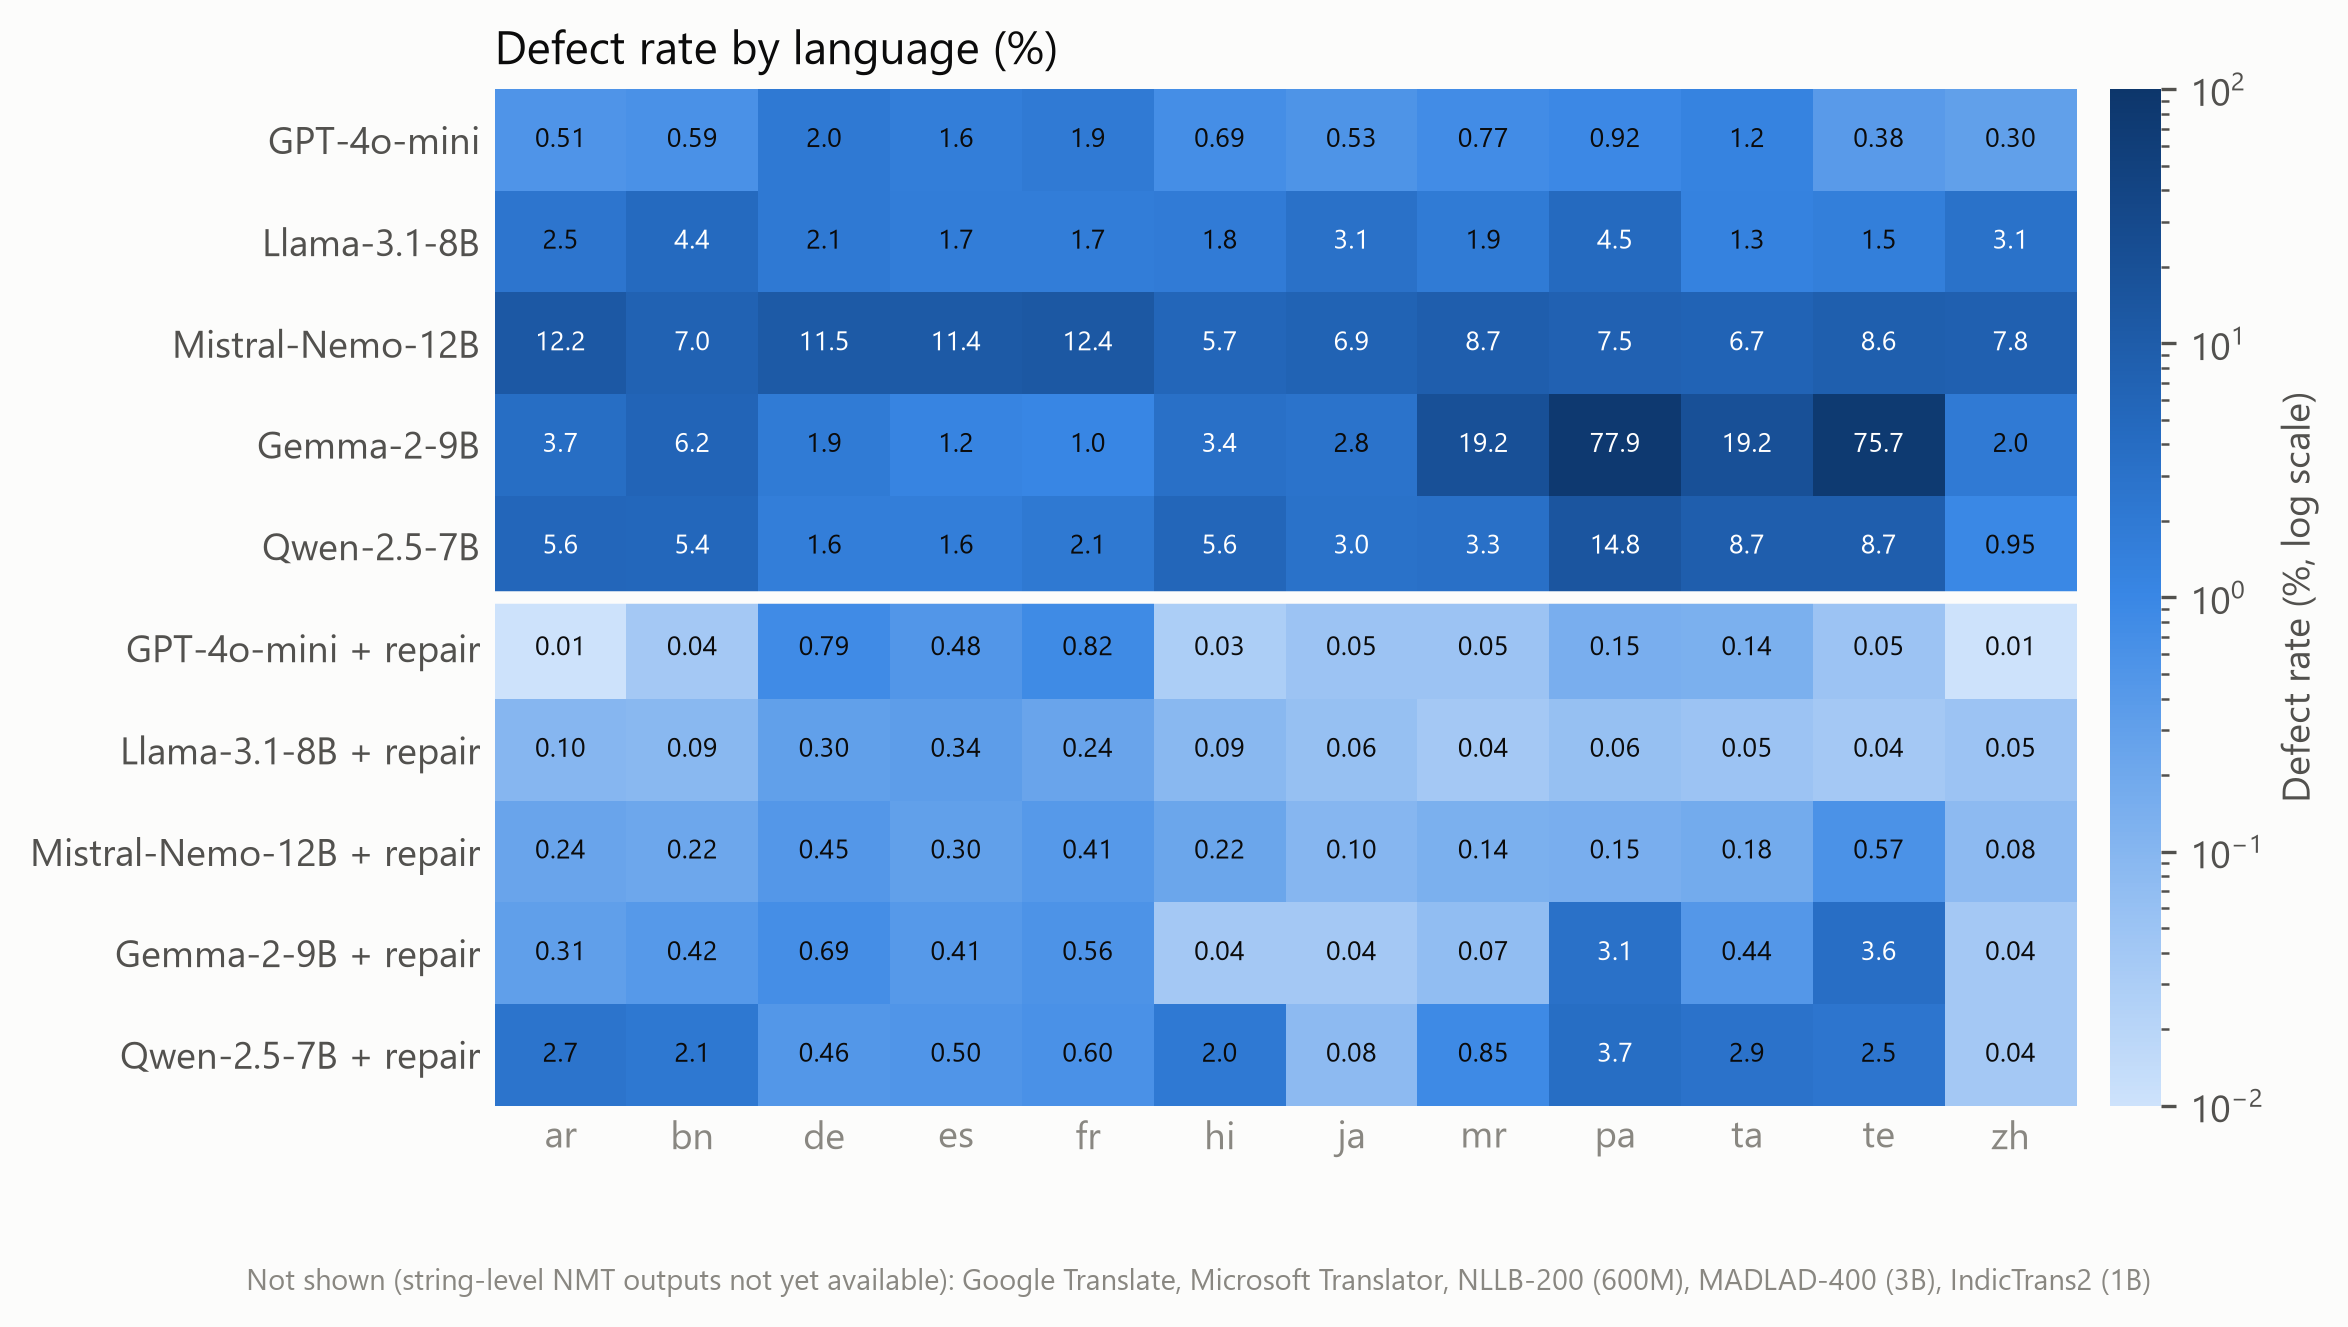 Defect rate by language (%)
GPT-4o-mini 0.51 0.59 2.0 1.6 1.9 0.69 0.53 0.77 0.92 1.2 0.38 0.30
Llama-3.1-8B 2.5 4.4 2.1 1.7 1.7 1.8 3.1 1.9 4.5 1.3 1.5 3.1
Mistral-Nemo-12B 12.2 7.0 11.5 11.4 12.4 5.7 6.9 8.7 7.5 6.7 8.6 7.8
Gemma-2-9B 3.7 6.2 1.9 1.2 1.0 3.4 2.8 19.2 77.9 19.2 75.7 2.0
Qwen-2.5-7B 5.6 5.4 1.6 1.6 2.1 5.6 3.0 3.3 14.8 8.7 8.7 0.95
GPT-4o-mini + repair 0.01 0.04 0.79 0.48 0.82 0.03 0.05 0.05 0.15 0.14 0.05 0.01
Llama-3.1-8B + repair 0.10 0.09 0.30 0.34 0.24 0.09 0.06 0.04 0.06 0.05 0.04 0.05
Mistral-Nemo-12B + repair 0.24 0.22 0.45 0.30 0.41 0.22 0.10 0.14 0.15 0.18 0.57 0.08
Gemma-2-9B + repair 0.31 0.42 0.69 0.41 0.56 0.04 0.04 0.07 3.1 0.44 3.6 0.04
Qwen-2.5-7B + repair 2.7 2.1 0.46 0.50 0.60 2.0 0.08 0.85 3.7 2.9 2.5 0.04
ar bn de es fr hi ja mr pa ta te zh
10²
10¹
10⁰
10⁻¹
10⁻²
Defect rate (%, log scale)
Not shown (string-level NMT outputs not yet available): Google Translate, Microsoft Translator, NLLB-200 (600M), MADLAD-400 (3B), IndicTrans2 (1B)